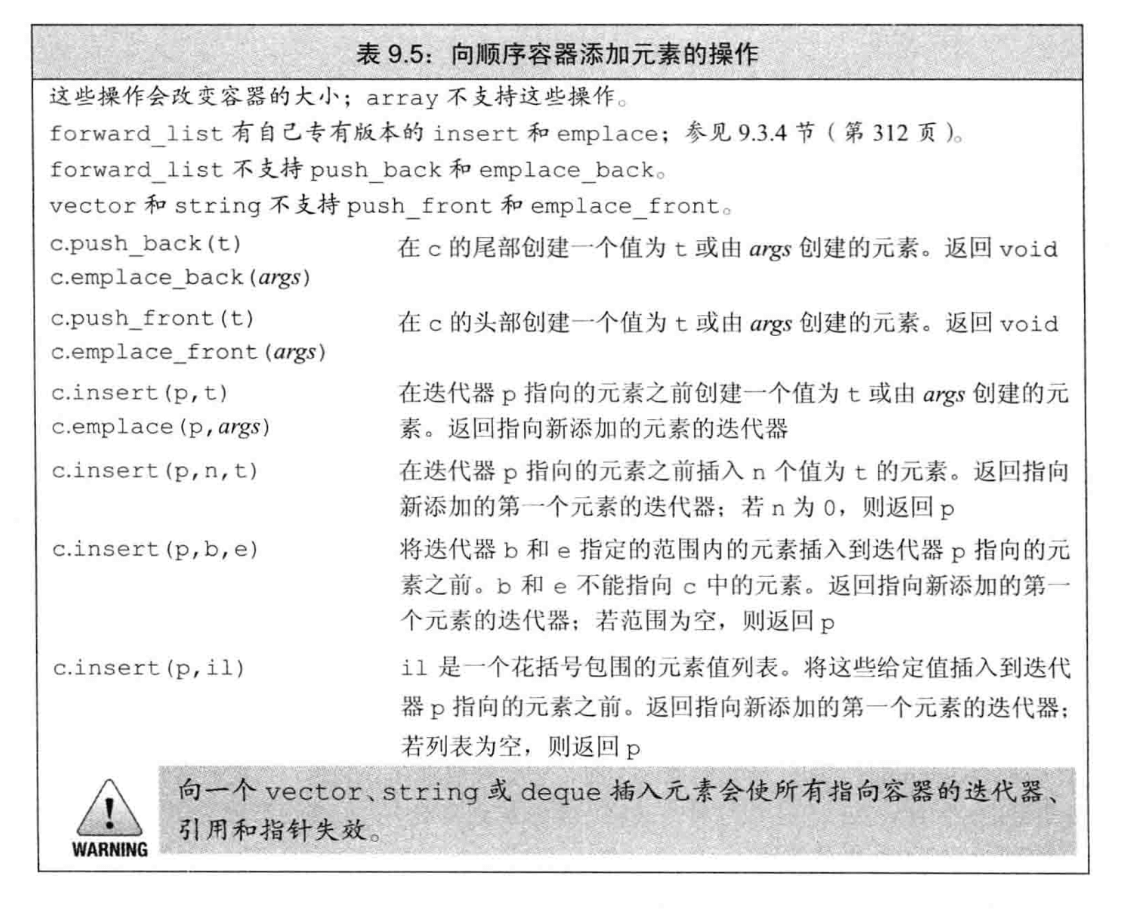 表 9.5：向顺序容器添加元素的操作
这些操作会改变容器的大小；array 不支持这些操作。
forward_list 有自己专有版本的 insert 和 emplace；参见 9.3.4 节（第 312 页）。
forward_list 不支持 push_back 和 emplace_back。
vector 和 string 不支持 push_front 和 emplace_front。
c.push_back(t) 在 c 的尾部创建一个值为 t 或由 args 创建的元素。返回 void
c.emplace_back(args)
c.push_front(t) 在 c 的头部创建一个值为 t 或由 args 创建的元素。返回 void
c.emplace_front(args)
c.insert(p,t) 在迭代器 p 指向的元素之前创建一个值为 t 或由 args 创建的元
c.emplace(p,args) 素。返回指向新添加的元素的迭代器
c.insert(p,n,t) 在迭代器 p 指向的元素之前插入 n 个值为 t 的元素。返回指向
新添加的第一个元素的迭代器；若 n 为 0，则返回 p
c.insert(p,b,e) 将迭代器 b 和 e 指定的范围内的元素插入到迭代器 p 指向的元
素之前。b 和 e 不能指向 c 中的元素。返回指向新添加的第一
个元素的迭代器；若范围为空，则返回 p
c.insert(p,il) il 是一个花括号包围的元素值列表。将这些给定值插入到迭代
器 p 指向的元素之前。返回指向新添加的第一个元素的迭代器；
若列表为空，则返回 p
向一个 vector、string 或 deque 插入元素会使所有指向容器的迭代器、
引用和指针失效。
WARNING